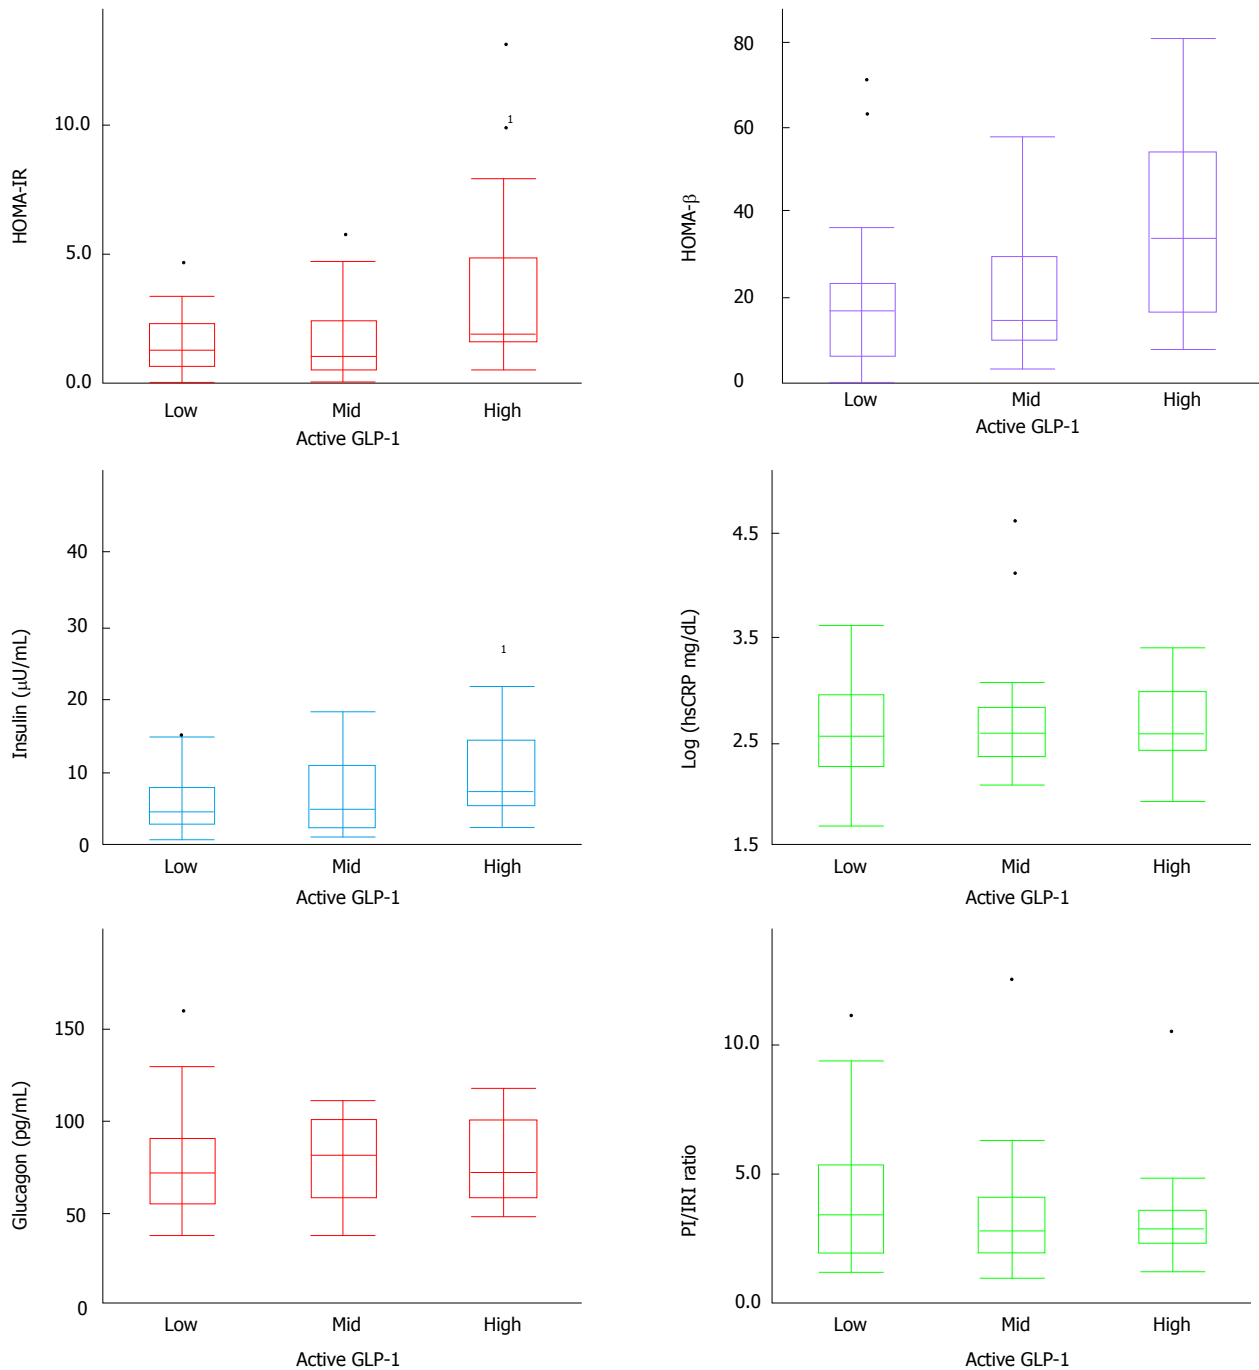 HOMA-IR
10.0
5.0
0.0
1
Low Mid High
Active GLP-1
HOMA-β
80
60
40
20
0
Low Mid High
Active GLP-1
Insulin (μU/mL)
40
30
20
10
0
1
Low Mid High
Active GLP-1
Log (hsCRP mg/dL)
4.5
3.5
2.5
1.5
Low Mid High
Active GLP-1
Glucagon (pg/mL)
150
100
50
0
Low Mid High
Active GLP-1
PI/IRI ratio
10.0
5.0
0.0
Low Mid High
Active GLP-1